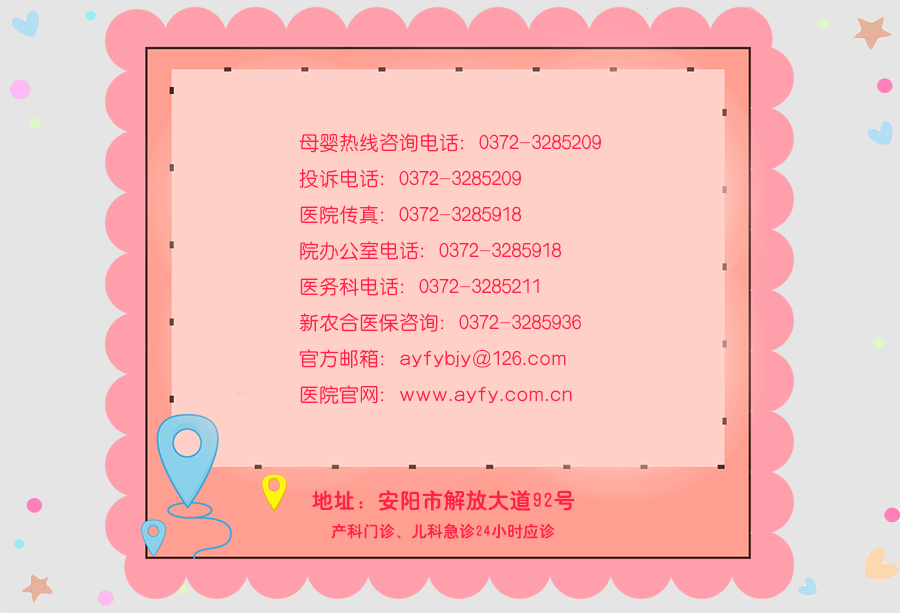 母婴热线咨询电话：0372-3285209
投诉电话：0372-3285209
医院传真：0372-3285918
院办公室电话：0372-3285918
医务科电话：0372-3285211
新农合医保咨询：0372-3285936
官方邮箱：ayfybjy@126.com
医院官网：www.ayfy.com.cn
地址：安阳市解放大道92号
产科门诊、儿科急诊24小时应诊